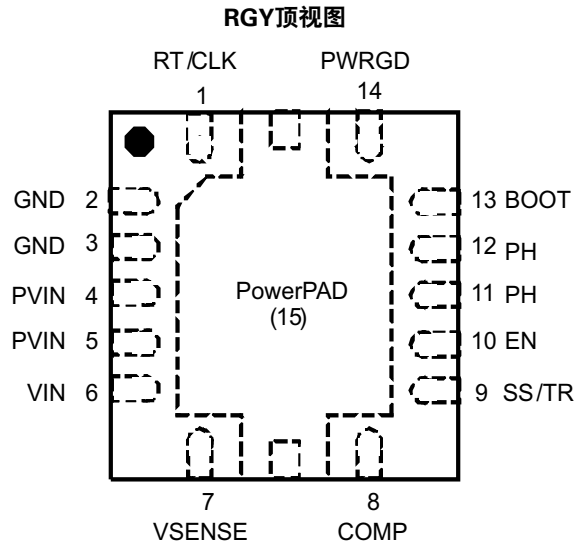 RGY顶视图
RT/CLK PWRGD
1 14
GND 2 13 BOOT
GND 3 12 PH
PVIN 4 PowerPAD 11 PH
(15)
PVIN 5 10 EN
VIN 6 9 SS/TR
7 8
VSENSE COMP